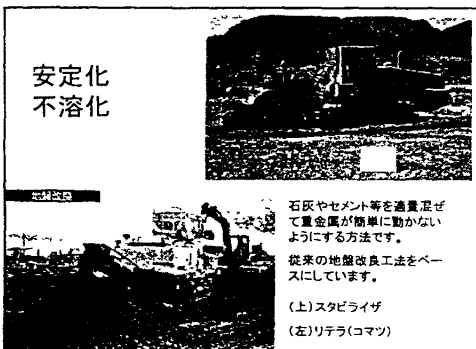 安定化
不溶化
石灰やセメント等を適量混ぜ
て重金属が簡単に動かない
ようにする方法です。
従来の地盤改良工法をベー
スにしています。
(上)スタビライザ
(左)リテラ(コマツ)